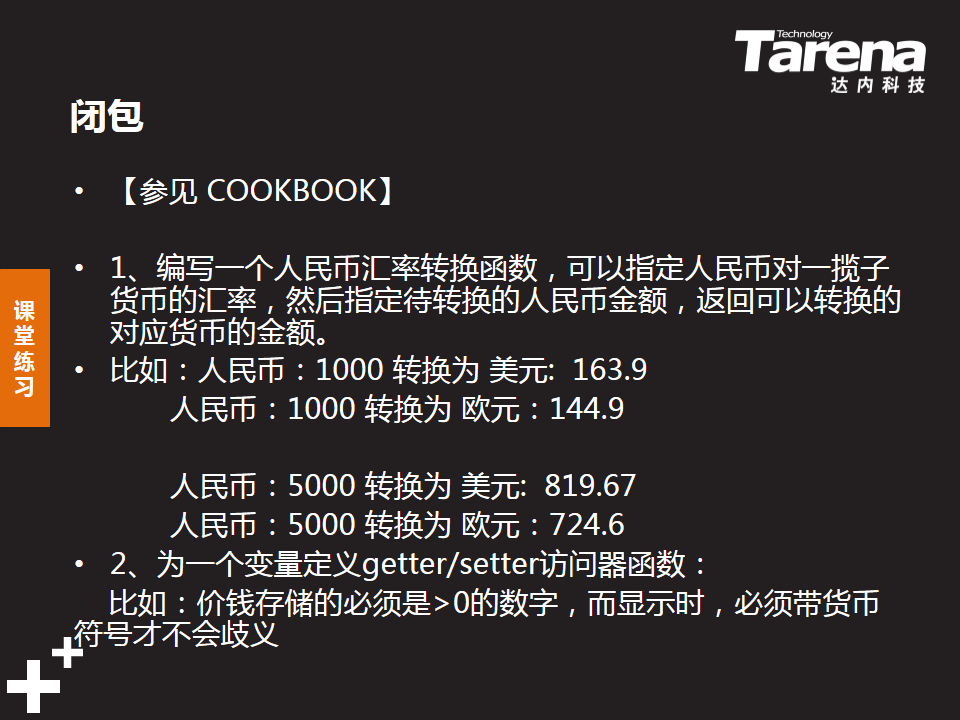 Technology
Tarena
达内科技
闭包
• 【参见 COOKBOOK】
• 1、编写一个人民币汇率转换函数，可以指定人民币对一揽子
货币的汇率，然后指定待转换的人民币金额，返回可以转换的
对应货币的金额。
• 比如：人民币：1000 转换为 美元: 163.9
人民币：1000 转换为 欧元：144.9
人民币：5000 转换为 美元: 819.67
人民币：5000 转换为 欧元：724.6
• 2、为一个变量定义getter/setter访问器函数：
比如：价钱存储的必须是>0的数字，而显示时，必须带货币
符号才不会歧义
课
堂
练
习